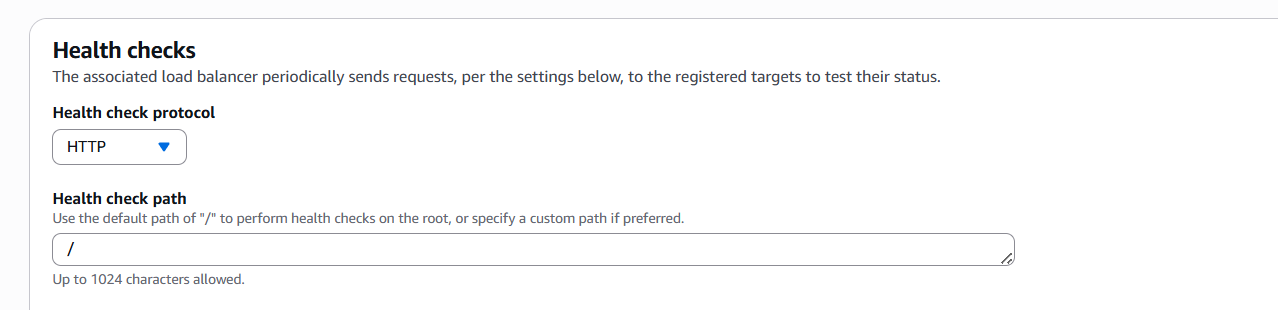 Health checks
The associated load balancer periodically sends requests, per the settings below, to the registered targets to test their status.
Health check protocol
HTTP
Health check path
Use the default path of "/" to perform health checks on the root, or specify a custom path if preferred.
/
Up to 1024 characters allowed.